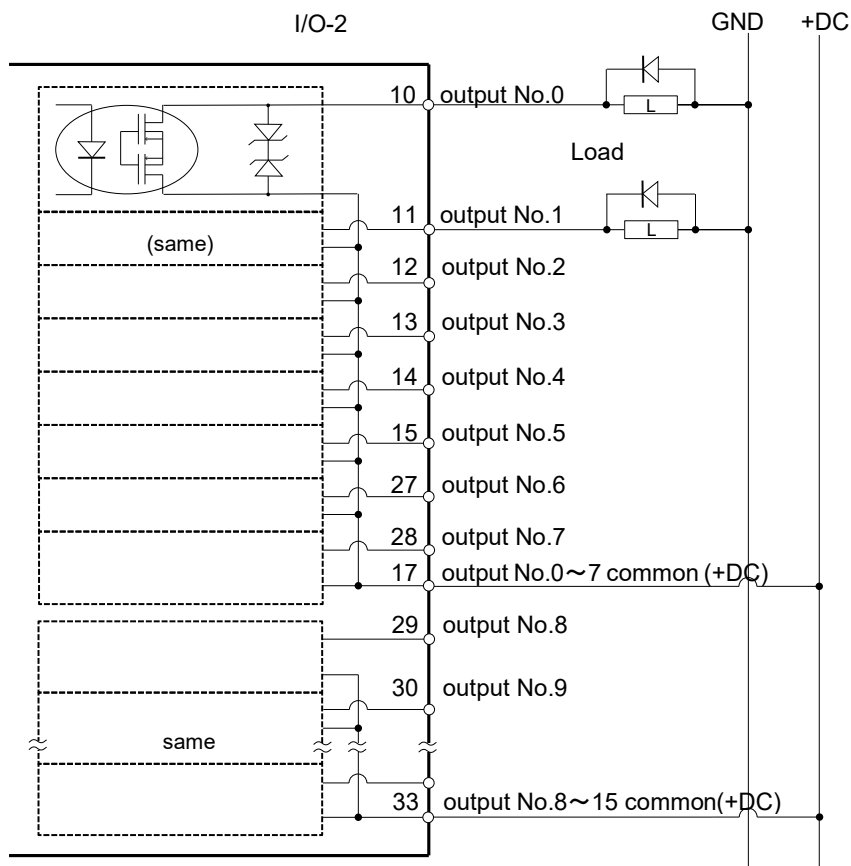 I/O-2 GND +DC
10 output No.0
L
Load
11 output No.1
L
(same)
12 output No.2
13 output No.3
14 output No.4
15 output No.5
27 output No.6
28 output No.7
17 output No.0～7 common (+DC)
29 output No.8
30 output No.9
same
33 output No.8～15 common(+DC)